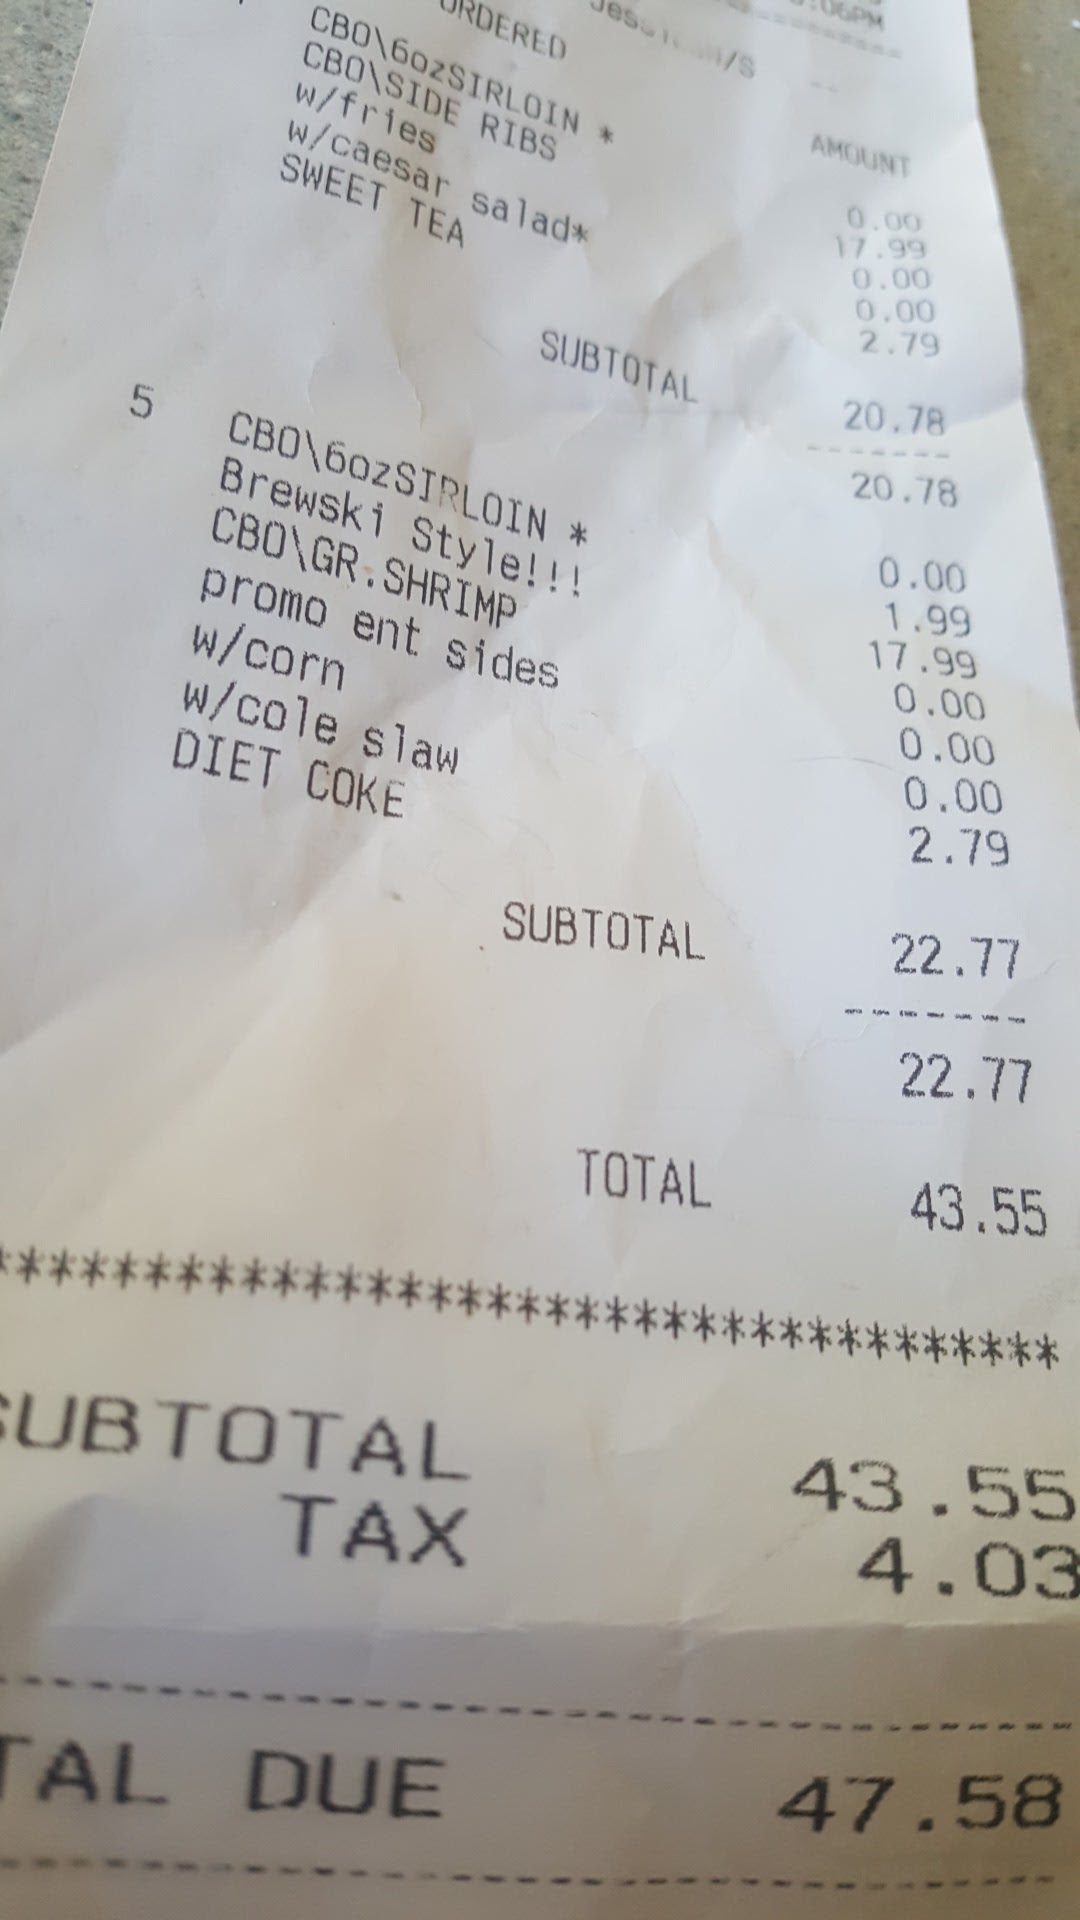 :06PM
ORDERED
AMOUNT
CBO\6ozSIRLOIN * 0.00
CBO\SIDE RIBS 17.99
w/fries 0.00
w/caesar salad* 0.00
SWEET TEA 2.79
SUBTOTAL 20.78
20.78
5 CBO\6ozSIRLOIN * 0.00
Brewski Style!!! 1.99
CBO\GR.SHRIMP 17.99
promo ent sides 0.00
w/corn 0.00
w/cole slaw 0.00
DIET COKE 2.79
SUBTOTAL 22.77
22.77
TOTAL 43.55
*************************************
SUBTOTAL 43.55
TAX 4.03
TAL DUE 47.58